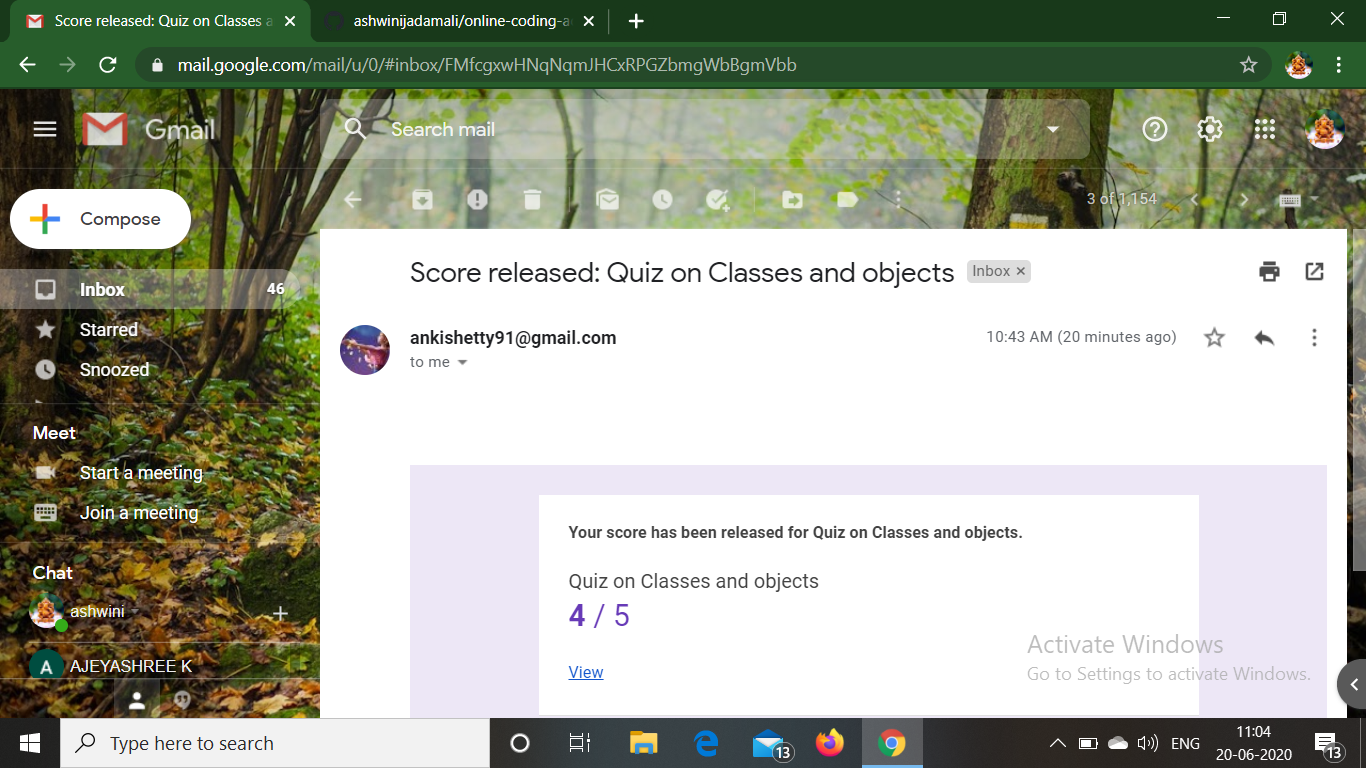 Score released: Quiz on Classes a
ashwinijadamali/online-coding-a
mail.google.com/mail/u/0/#inbox/FMfcgxwHNqNqmJHCxRPGZbmgWbBgmVbb
Gmail
Search mail
Compose
3 of 1,154
Inbox 46
Starred
Snoozed
Meet
Start a meeting
Join a meeting
Chat
ashwini
A AJEYASHREE K
Score released: Quiz on Classes and objects Inbox ×
ankishetty91@gmail.com
10:43 AM (20 minutes ago)
to me
Your score has been released for Quiz on Classes and objects.
Quiz on Classes and objects
4 / 5
View
Activate Windows
Go to Settings to activate Windows.
Type here to search
13
ENG
11:04
20-06-2020
13